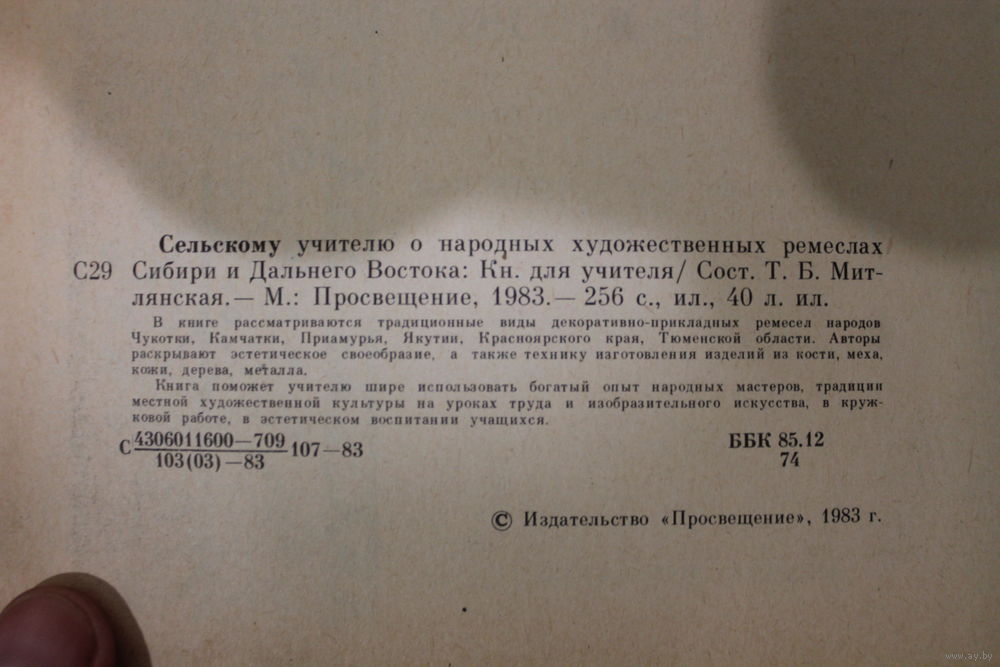 Сельскому учителю о народных художественных ремеслах
С29 Сибири и Дальнего Востока: Кн. для учителя/ Сост. Т. Б. Мит-
лянская.— М.: Просвещение, 1983.— 256 с., ил., 40 л. ил.
В книге рассматриваются традиционные виды декоративно-прикладных ремесел народов
Чукотки, Камчатки, Приамурья, Якутии, Красноярского края, Тюменской области. Авторы
раскрывают эстетическое своеобразие, а также технику изготовления изделий из кости, меха,
кожи, дерева, металла.
Книга поможет учителю шире использовать богатый опыт народных мастеров, традиции
местной художественной культуры на уроках труда и изобразительного искусства, в круж-
ковой работе, в эстетическом воспитании учащихся.
С 4306011600—709
103(03)—83 107—83
ББК 85.12
74
© Издательство «Просвещение», 1983 г.
www.ay.by